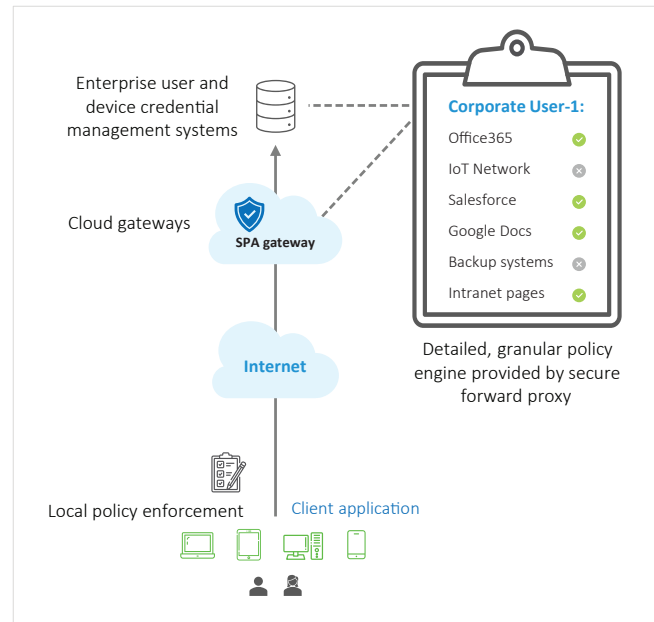 Enterprise user and
device credential
management systems
Cloud gateways
SPA gateway
Internet
Local policy enforcement
Client application
Corporate User-1:
Office365
IoT Network
Salesforce
Google Docs
Backup systems
Intranet pages
Detailed, granular policy
engine provided by secure
forward proxy